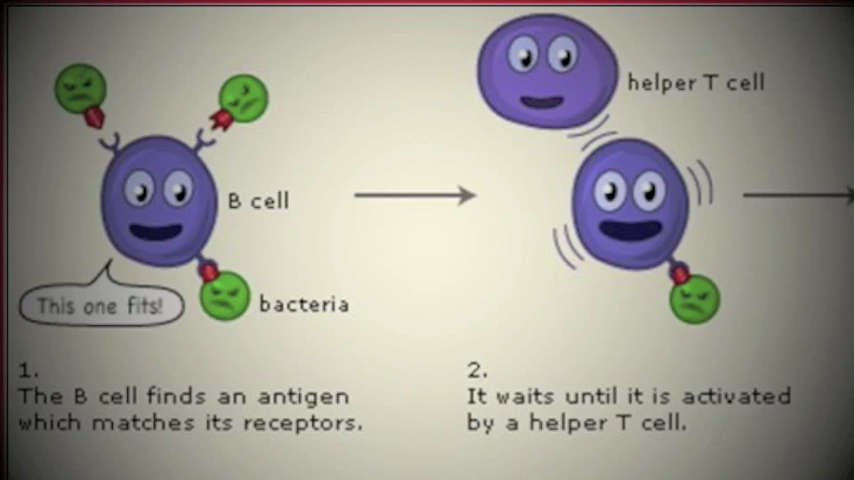 helper T cell
B cell
This one fits!
bacteria
1.
The B cell finds an antigen
which matches its receptors.
2.
It waits until it is activated
by a helper T cell.